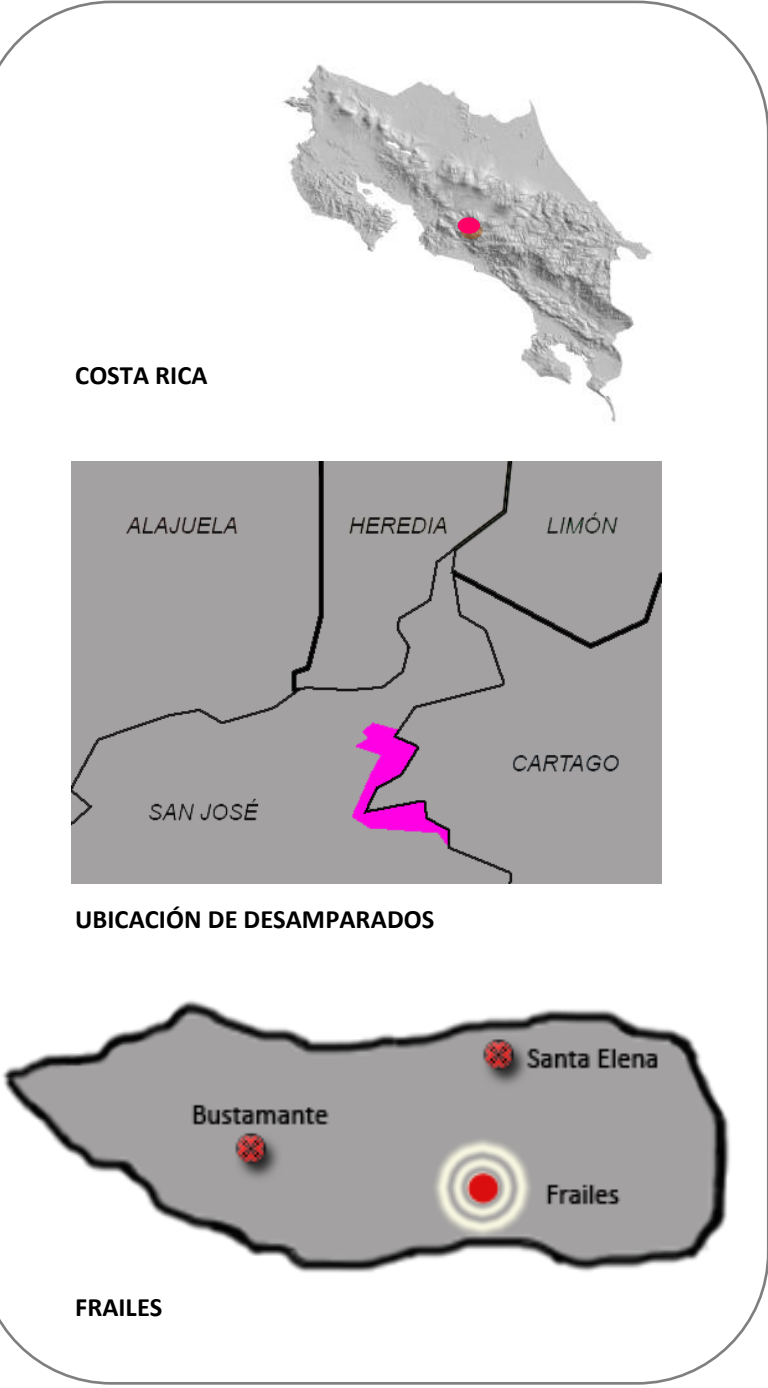 COSTA RICA
ALAJUELA
HEREDIA
LIMÓN
CARTAGO
SAN JOSÉ
UBICACIÓN DE DESAMPARADOS
Santa Elena
Bustamante
Frailes
FRAILES